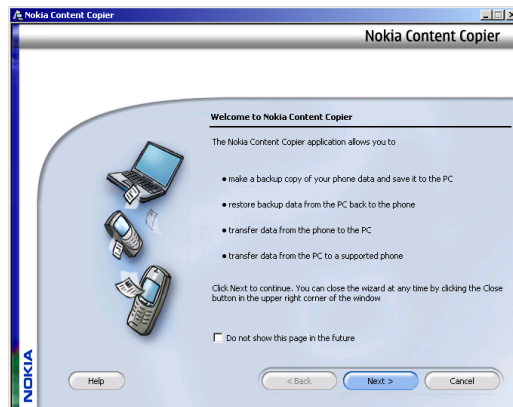 Nokia Content Copier
Nokia Content Copier
Welcome to Nokia Content Copier
The Nokia Content Copier application allows you to
• make a backup copy of your phone data and save it to the PC
• restore backup data from the PC back to the phone
• transfer data from the phone to the PC
• transfer data from the PC to a supported phone
Click Next to continue. You can close the wizard at any time by clicking the Close
button in the upper right corner of the window
Do not show this page in the future
NOKIA
Help
< Back
Next >
Cancel